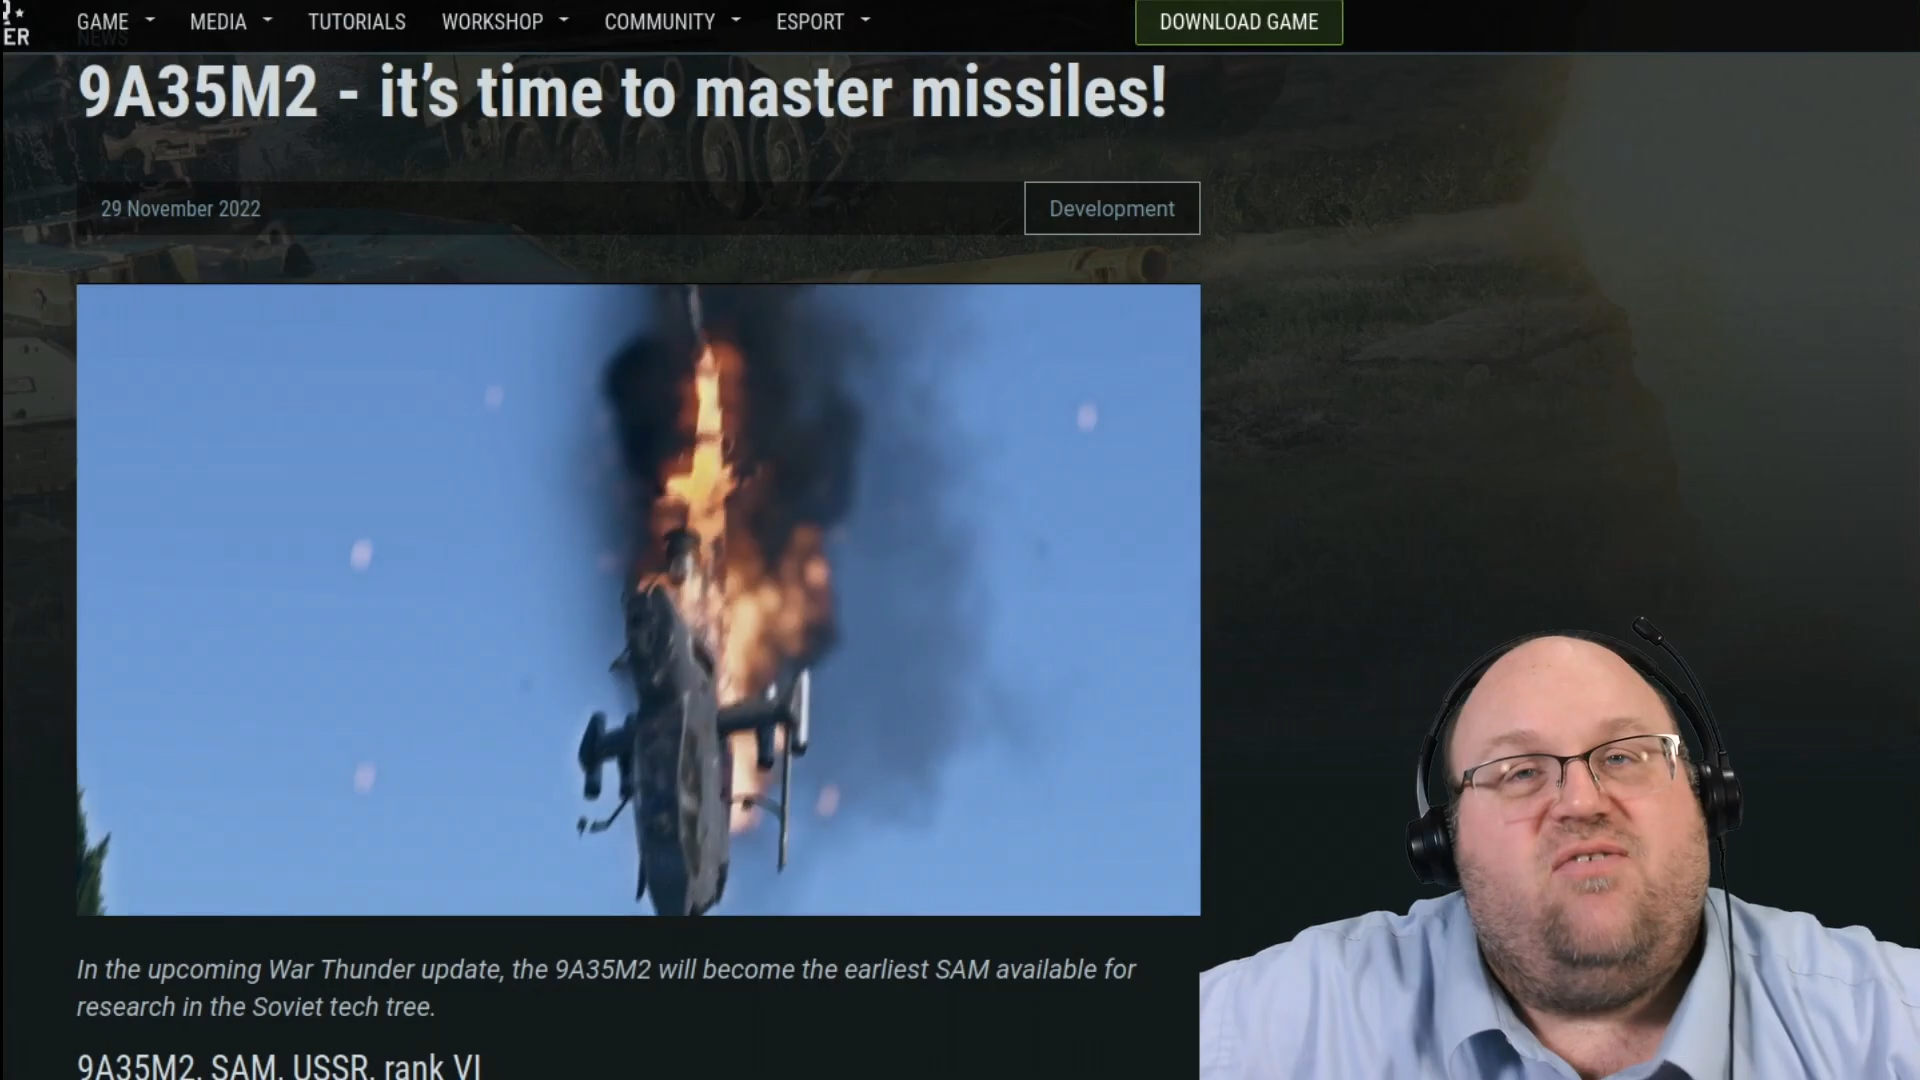 ER
GAME
MEDIA
TUTORIALS
WORKSHOP
COMMUNITY
ESPORT
DOWNLOAD GAME
NEWS
9A35M2 - it's time to master missiles!
29 November 2022
Development
In the upcoming War Thunder update, the 9A35M2 will become the earliest SAM available for
research in the Soviet tech tree.
9A35M2, SAM, USSR, rank VI